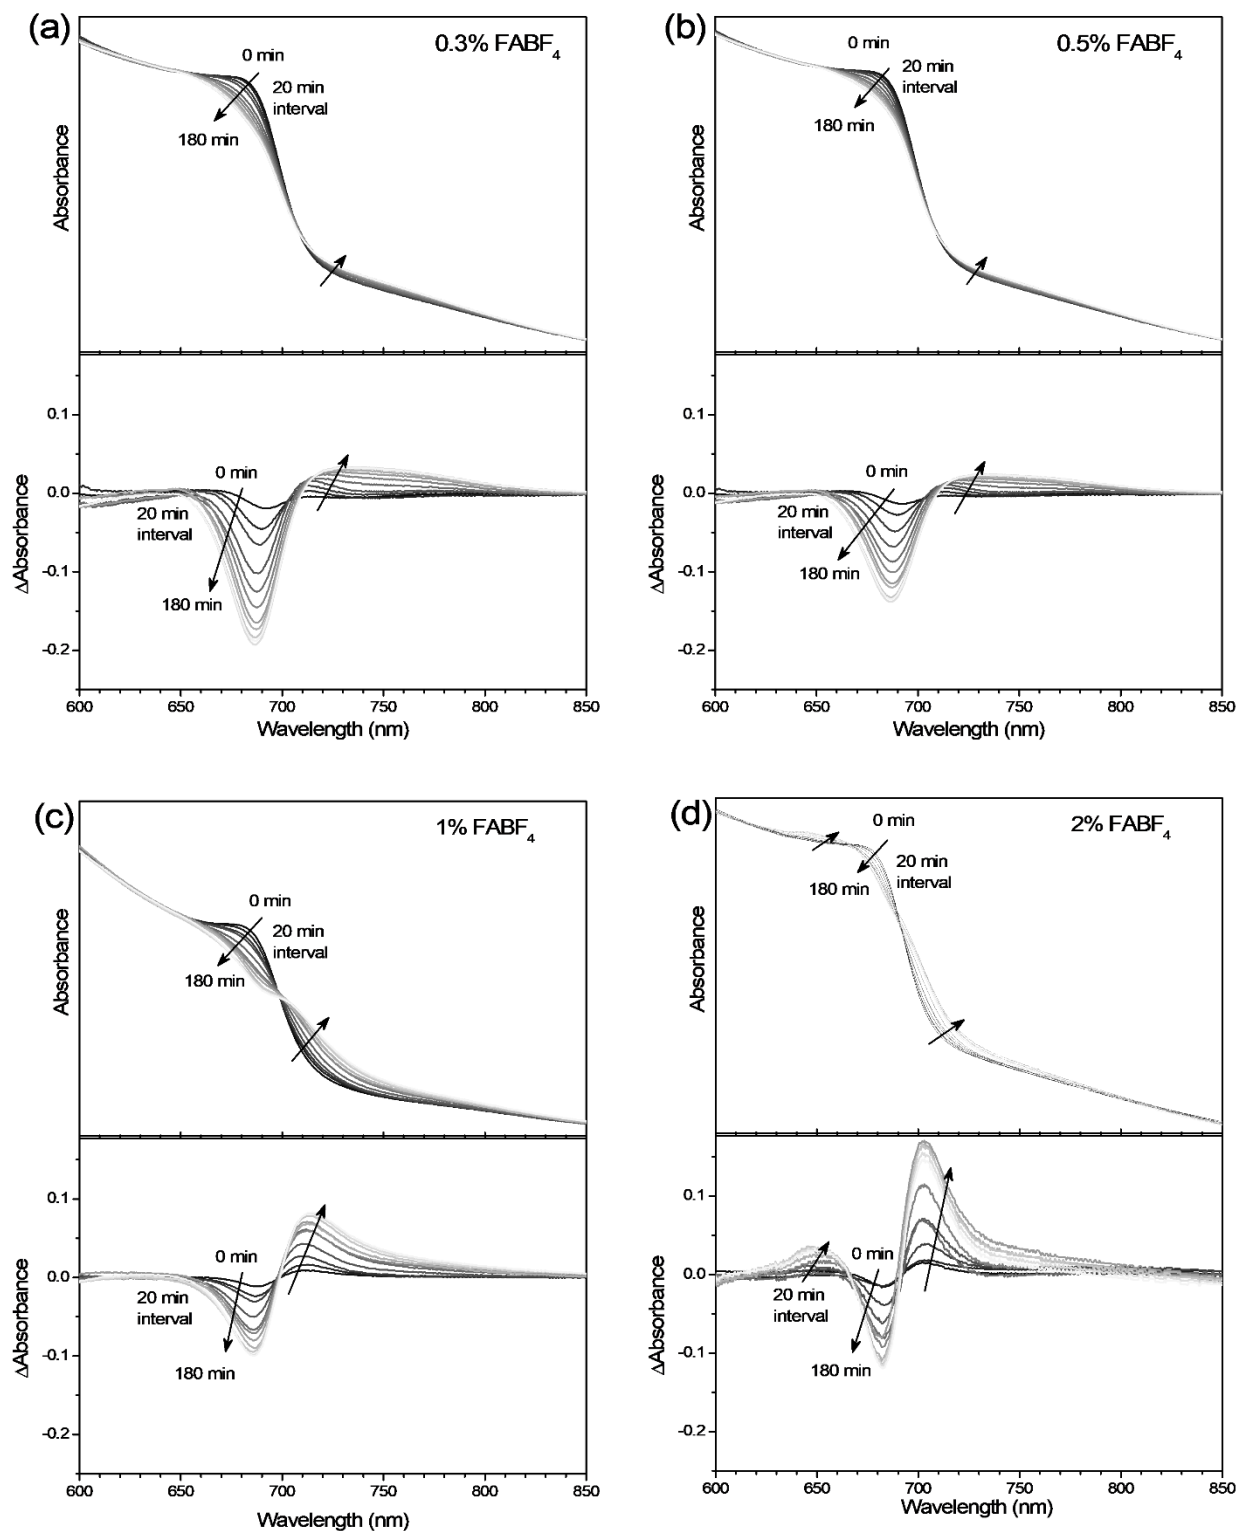 (a)
0.3% FABF4
0 min
20 min
interval
180 min
Absorbance
0.1
0.0
-0.1
-0.2
ΔAbsorbance
0 min
20 min
interval
180 min
600 650 700 750 800 850
Wavelength (nm)
(b)
0.5% FABF4
0 min
20 min
interval
180 min
Absorbance
0.1
0.0
-0.1
-0.2
ΔAbsorbance
0 min
20 min
interval
180 min
600 650 700 750 800 850
Wavelength (nm)
(c)
1% FABF4
0 min
20 min
interval
180 min
Absorbance
0.1
0.0
-0.1
-0.2
ΔAbsorbance
0 min
20 min
interval
180 min
600 650 700 750 800 850
Wavelength (nm)
(d)
2% FABF4
0 min
20 min
interval
180 min
Absorbance
0.1
0.0
-0.1
-0.2
ΔAbsorbance
0 min
20 min
interval
180 min
600 650 700 750 800 850
Wavelength (nm)